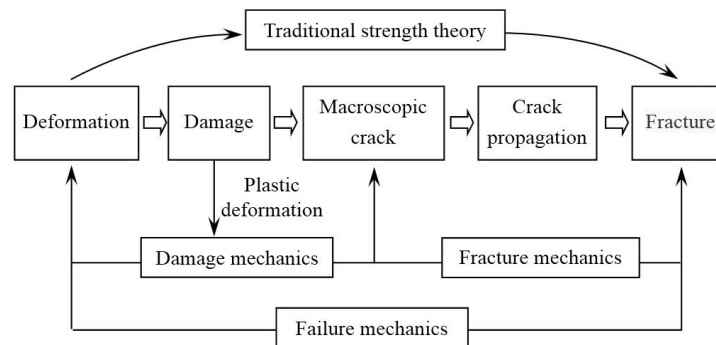 Traditional strength theory
Deformation
Damage
Macroscopic
crack
Crack
propagation
Fracture
Plastic
deformation
Damage mechanics
Fracture mechanics
Failure mechanics